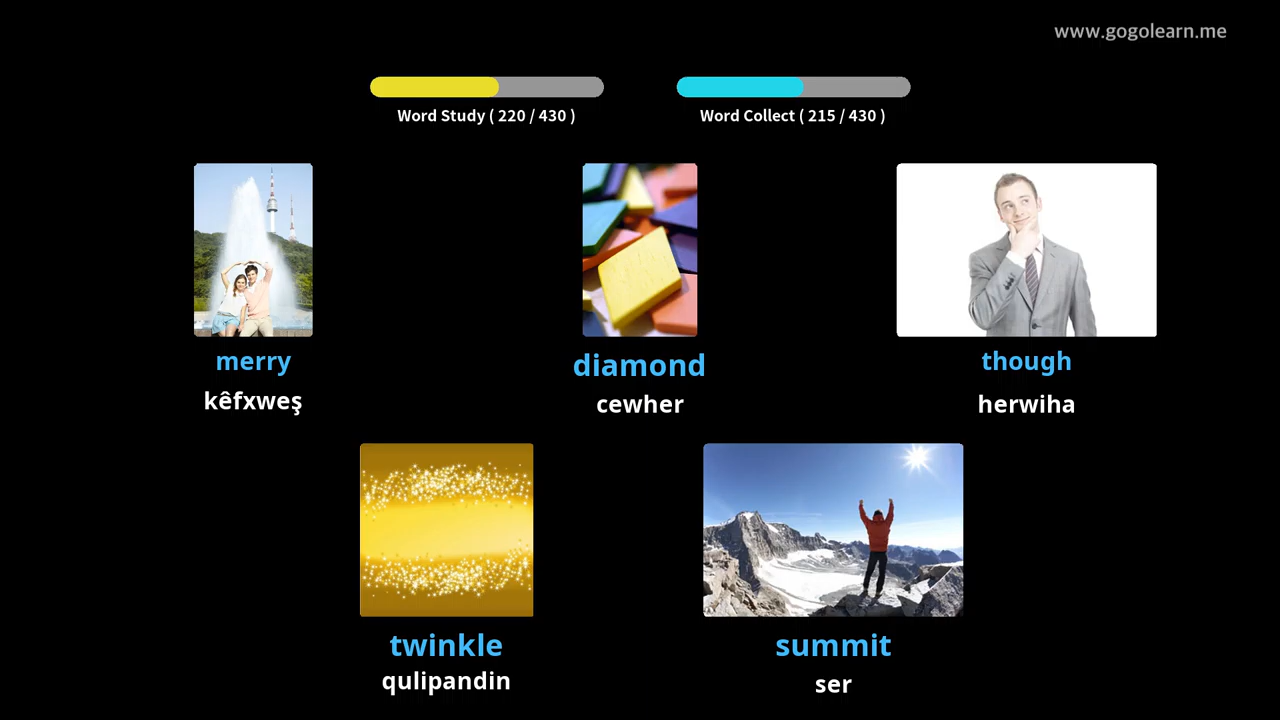 www.gogolearn.me
Word Study ( 220 / 430 )
Word Collect ( 215 / 430 )
merry
kêfxweş
diamond
cewher
though
herwiha
twinkle
qulipandin
summit
ser